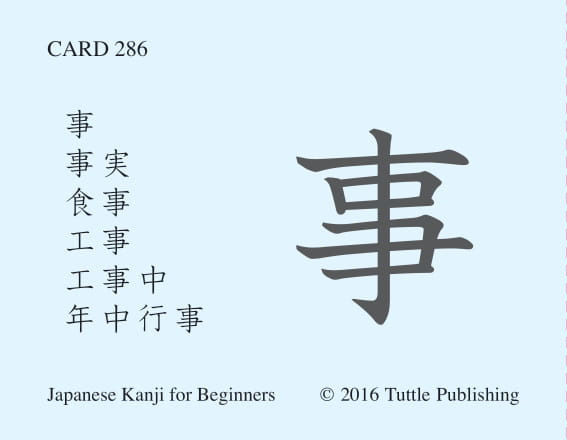 CARD 286
事
事実
食事
工事
工事中
年中行事
事
Japanese Kanji for Beginners
© 2016 Tuttle Publishing